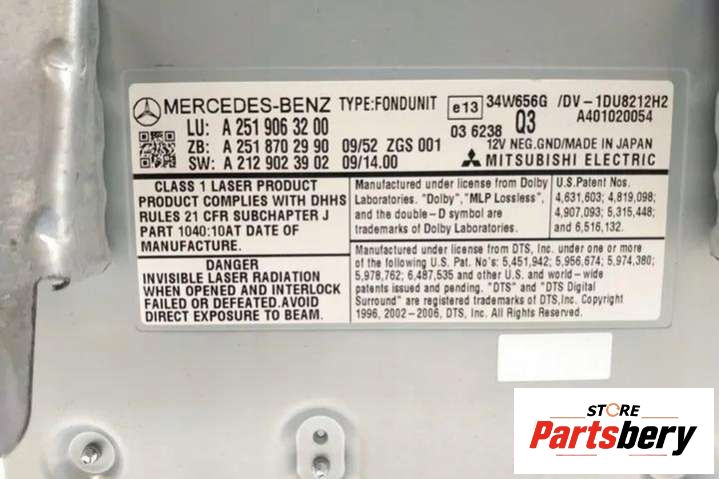 MERCEDES-BENZ TYPE:FONDUNIT e13 34W656G /DV-1DU8212H2
LU: A 251 906 3200 03 6238 Q3 A401020054
ZB: A 251 870 29 90 09/52 ZGS 001 12V NEG.GND/MADE IN JAPAN
SW: A 212 902 39 02 09/14.00 MITSUBISHI ELECTRIC
CLASS 1 LASER PRODUCT
PRODUCT COMPLIES WITH DHHS
RULES 21 CFR SUBCHAPTER J
PART 1040:10AT DATE OF
MANUFACTURE.
Manufactured under license from Dolby
Laboratories. "Dolby","MLP Lossless",
and the double-D symbol are
trademarks of Dolby Laboratories.
U.S.Patent Nos.
4,631,603; 4,819,098;
4,907,093; 5,315,448;
and 6,516,132.
DANGER
INVISIBLE LASER RADIATION
WHEN OPENED AND INTERLOCK
FAILED OR DEFEATED.AVOID
DIRECT EXPOSURE TO BEAM.
Manufactured under license from DTS, Inc. under one or more
of the following U.S. Pat. No's: 5,451,942; 5,956,674; 5,974,380;
5,978,762; 6,487,535 and other U.S. and world-wide
patents issued and pending. "DTS" and "DTS Digital
Surround" are registered trademarks of DTS,Inc. Copyright
1996, 2002-2006, DTS, Inc. All Rights Reserved.
STORE
Partsbery